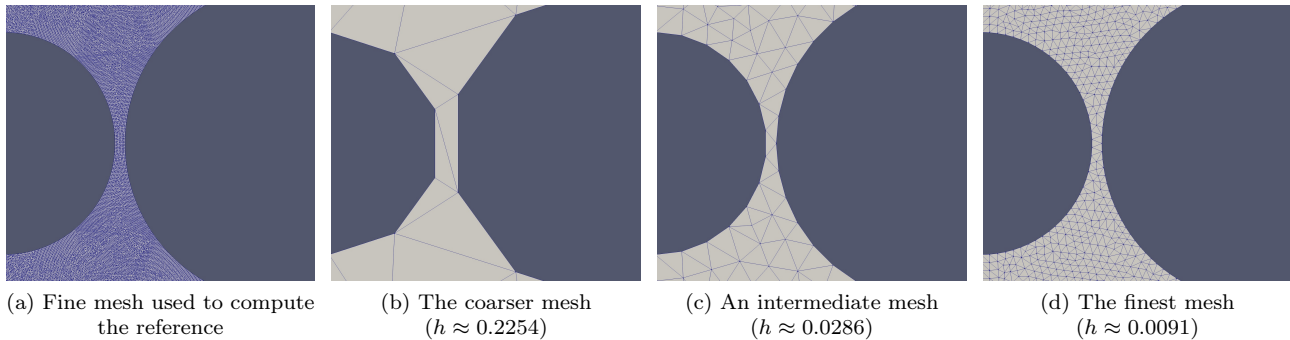 (a) Fine mesh used to compute
the reference
(b) The coarser mesh
(h ≈ 0.2254)
(c) An intermediate mesh
(h ≈ 0.0286)
(d) The finest mesh
(h ≈ 0.0091)